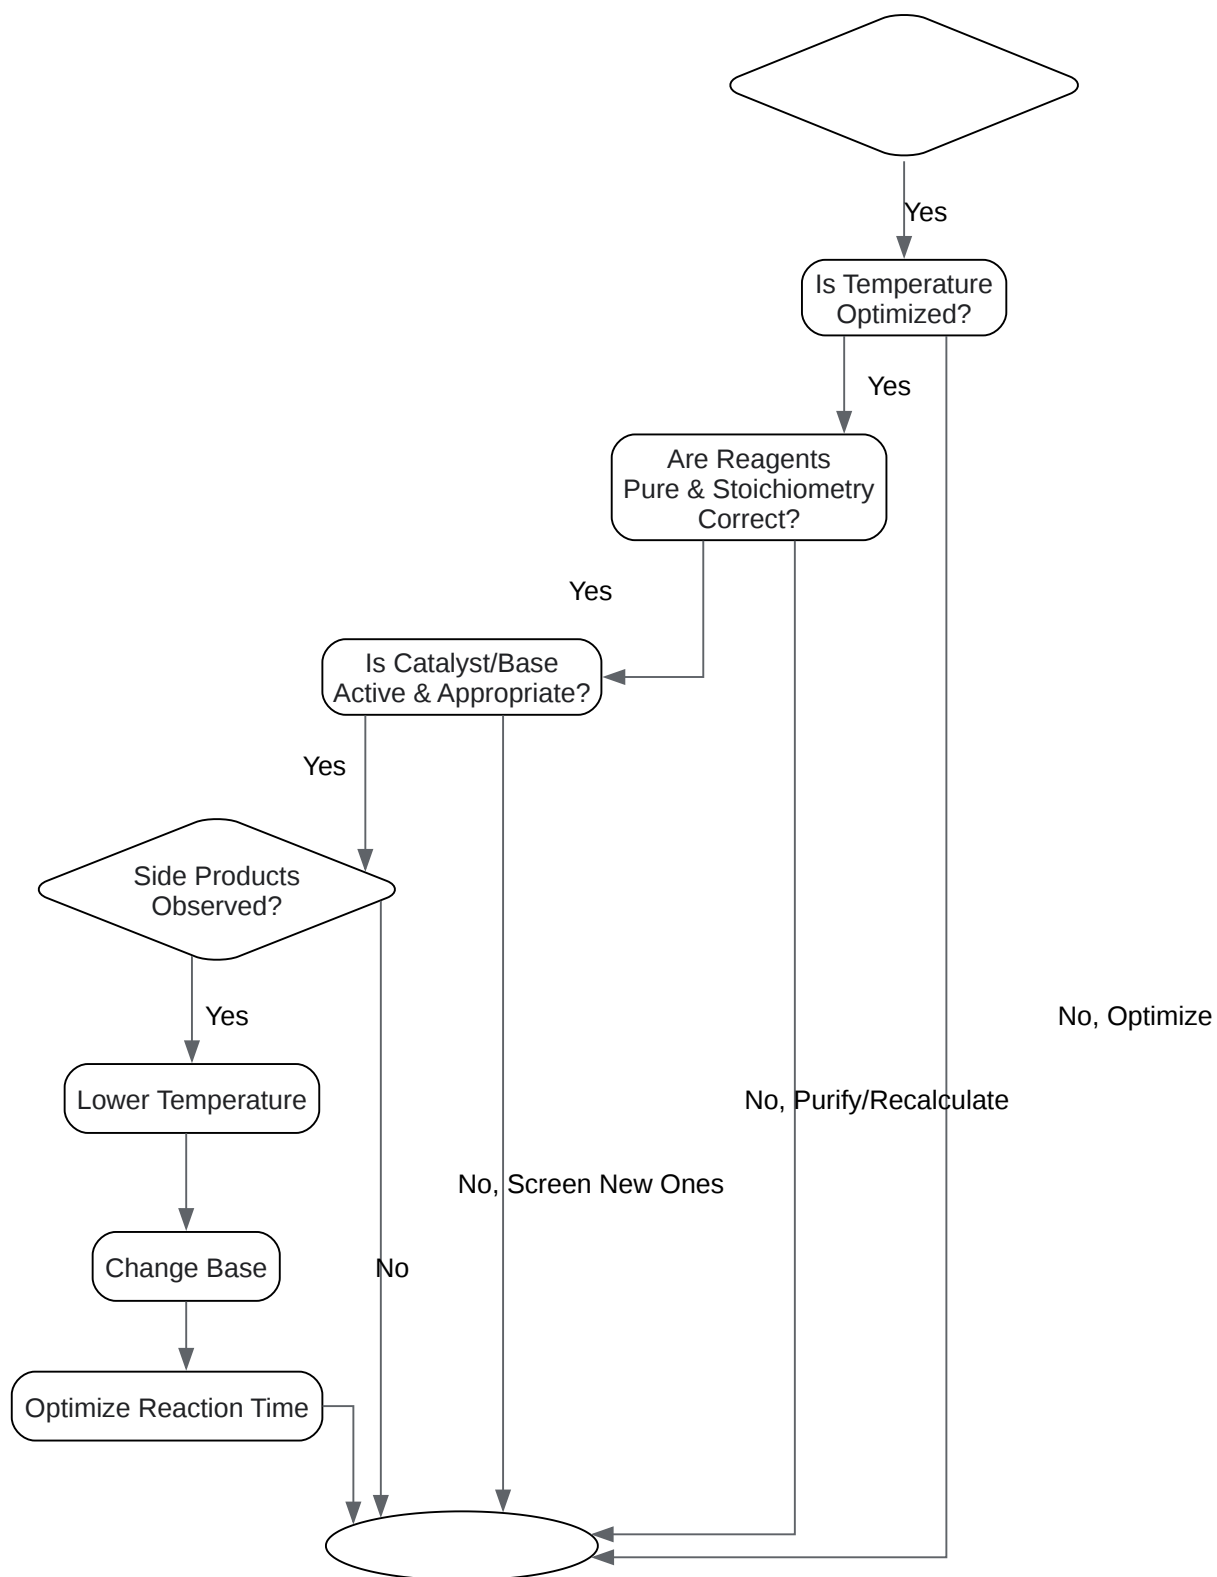 Yes
Is Temperature
Optimized?
Yes
Are Reagents
Pure & Stoichiometry
Correct?
Yes
Is Catalyst/Base
Active & Appropriate?
Yes
Side Products
Observed?
Yes
No, Optimize
Lower Temperature
No, Purify/Recalculate
No, Screen New Ones
Change Base
No
Optimize Reaction Time